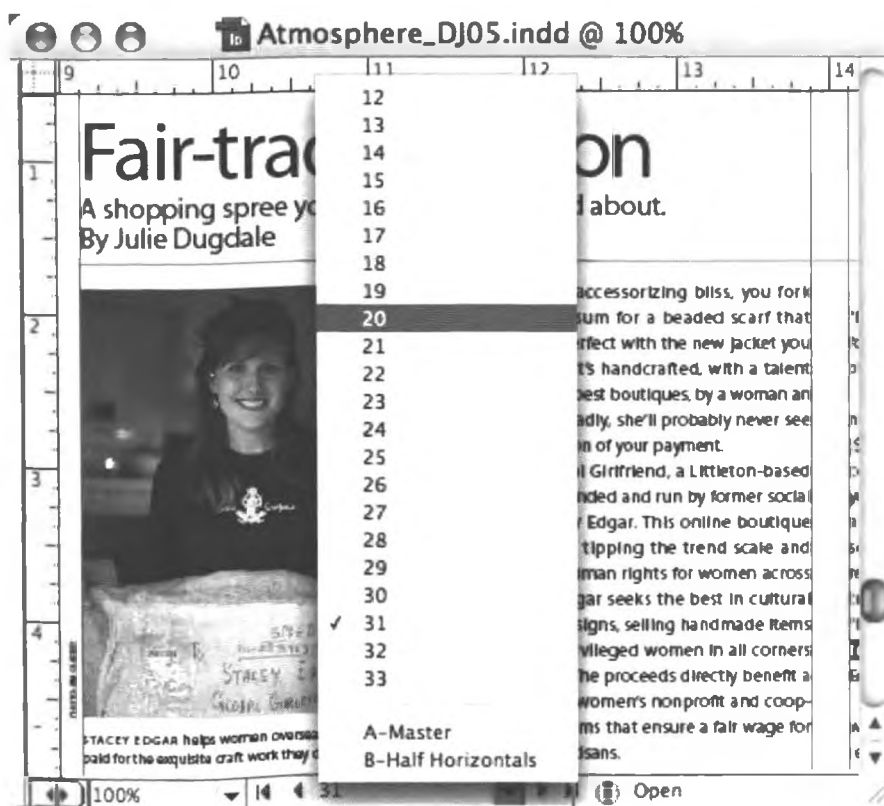 Atmosphere_DJ05.indd @ 100%
9 10 11 12 13 14
Fair-trad
on
A shopping spree yo
d about.
By Julie Dugdale
12
13
14
15
16
17
18
19
20
21
22
23
24
25
26
27
28
29
30
✓ 31
32
33
A-Master
B-Half Horizontals
accessorizing bliss, you fork
sum for a beaded scarf that
rfect with the new jacket you
t's handcrafted, with a talent
best boutiques, by a woman an
adly, she'll probably never see
n of your payment.
l Girlfriend, a Littleton-based
nded and run by former social
Edgar. This online boutique
tipping the trend scale and
man rights for women across
gar seeks the best in cultural
signs, selling handmade items
vileged women in all corners
he proceeds directly benefit a
women's nonprofit and coop-
ms that ensure a fair wage for
isans.
1
2
3
4
STACEY E
STACEY EDGAR helps women oversea
paid for the exquisite craft work they d
100%
31
Open